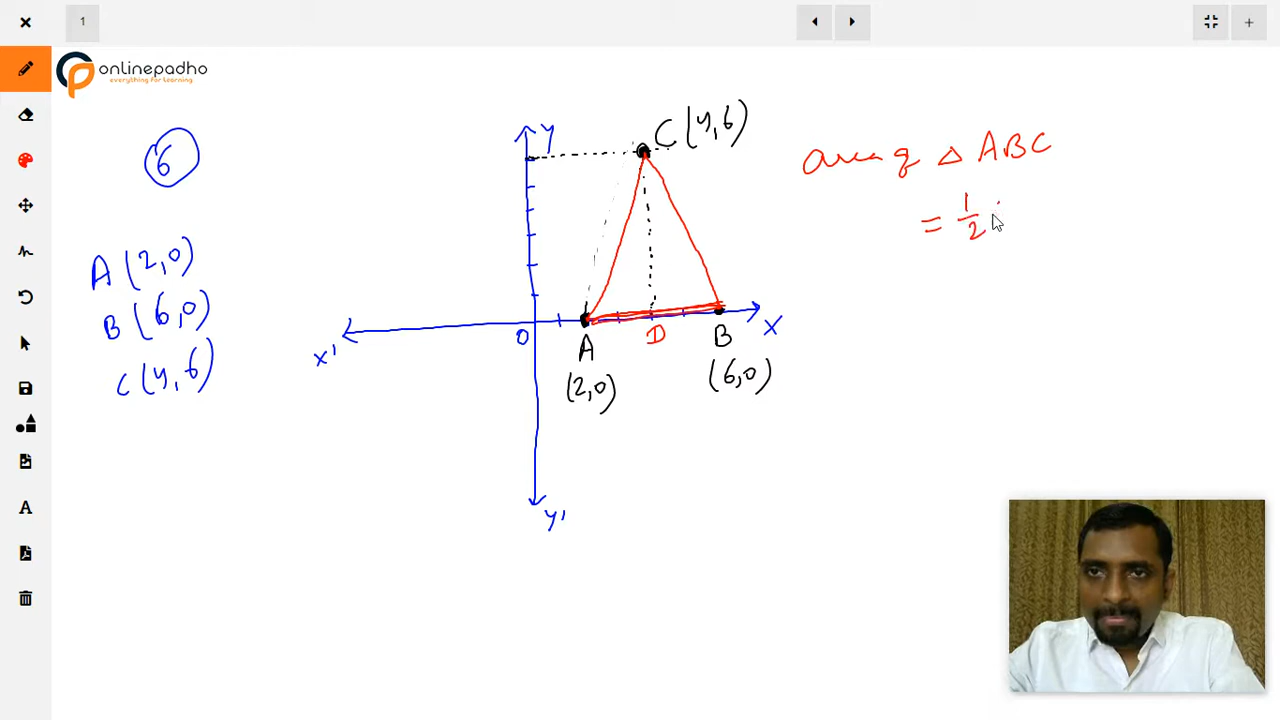 1
onlinepadho
everything for learning
6
A (2,0)
B (6,0)
C (4,6)
y
C (4,6)
x'
O
A
D
B
X
(2,0)
(6,0)
y'
area of △ ABC
= 1/2
A